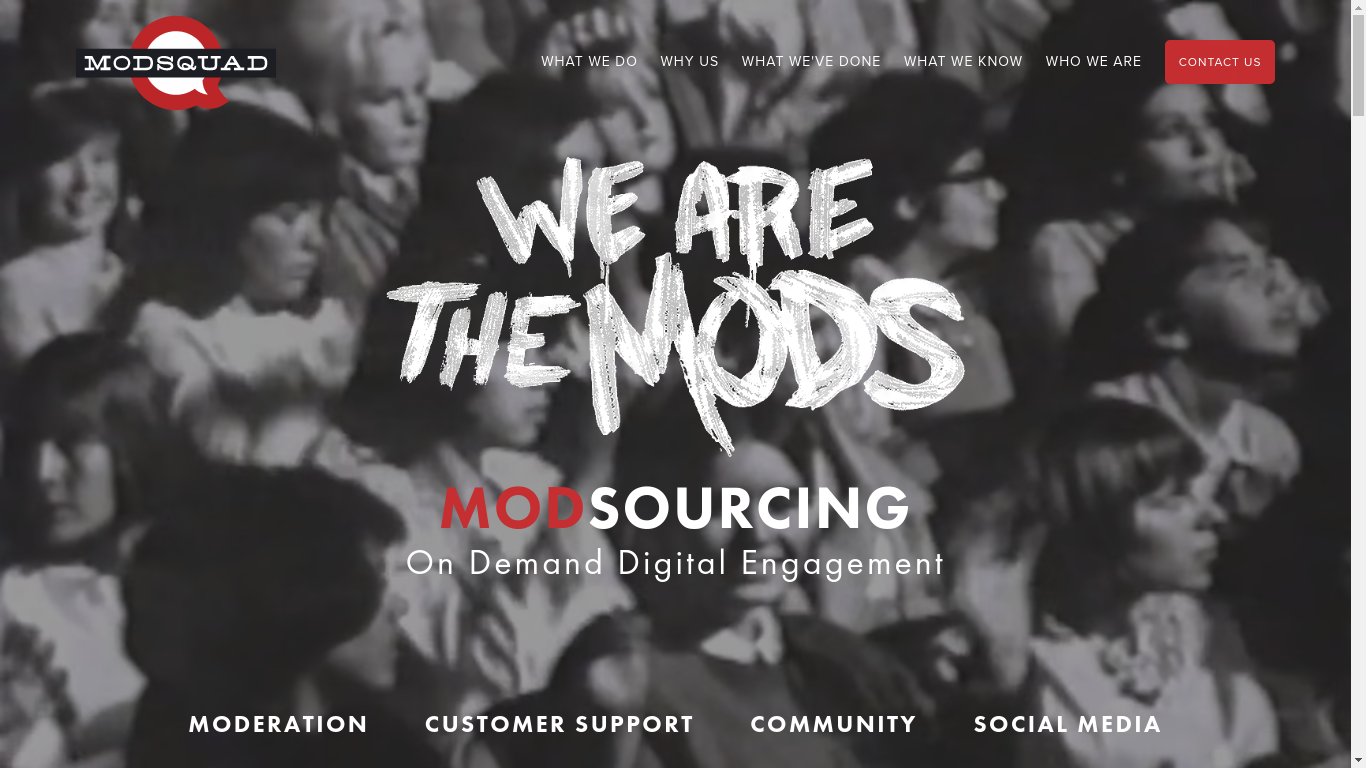 MODSQUAD
WHAT WE DO WHY US WHAT WE'VE DONE WHAT WE KNOW WHO WE ARE CONTACT US
WE ARE
THE MODS
MODSOURCING
On Demand Digital Engagement
MODERATION CUSTOMER SUPPORT COMMUNITY SOCIAL MEDIA